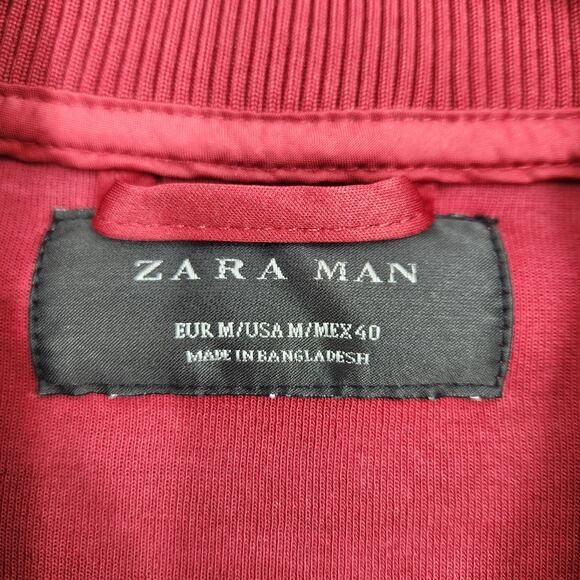 ZARA MAN
EUR M/USA M/MEX 40
MADE IN BANGLADESH